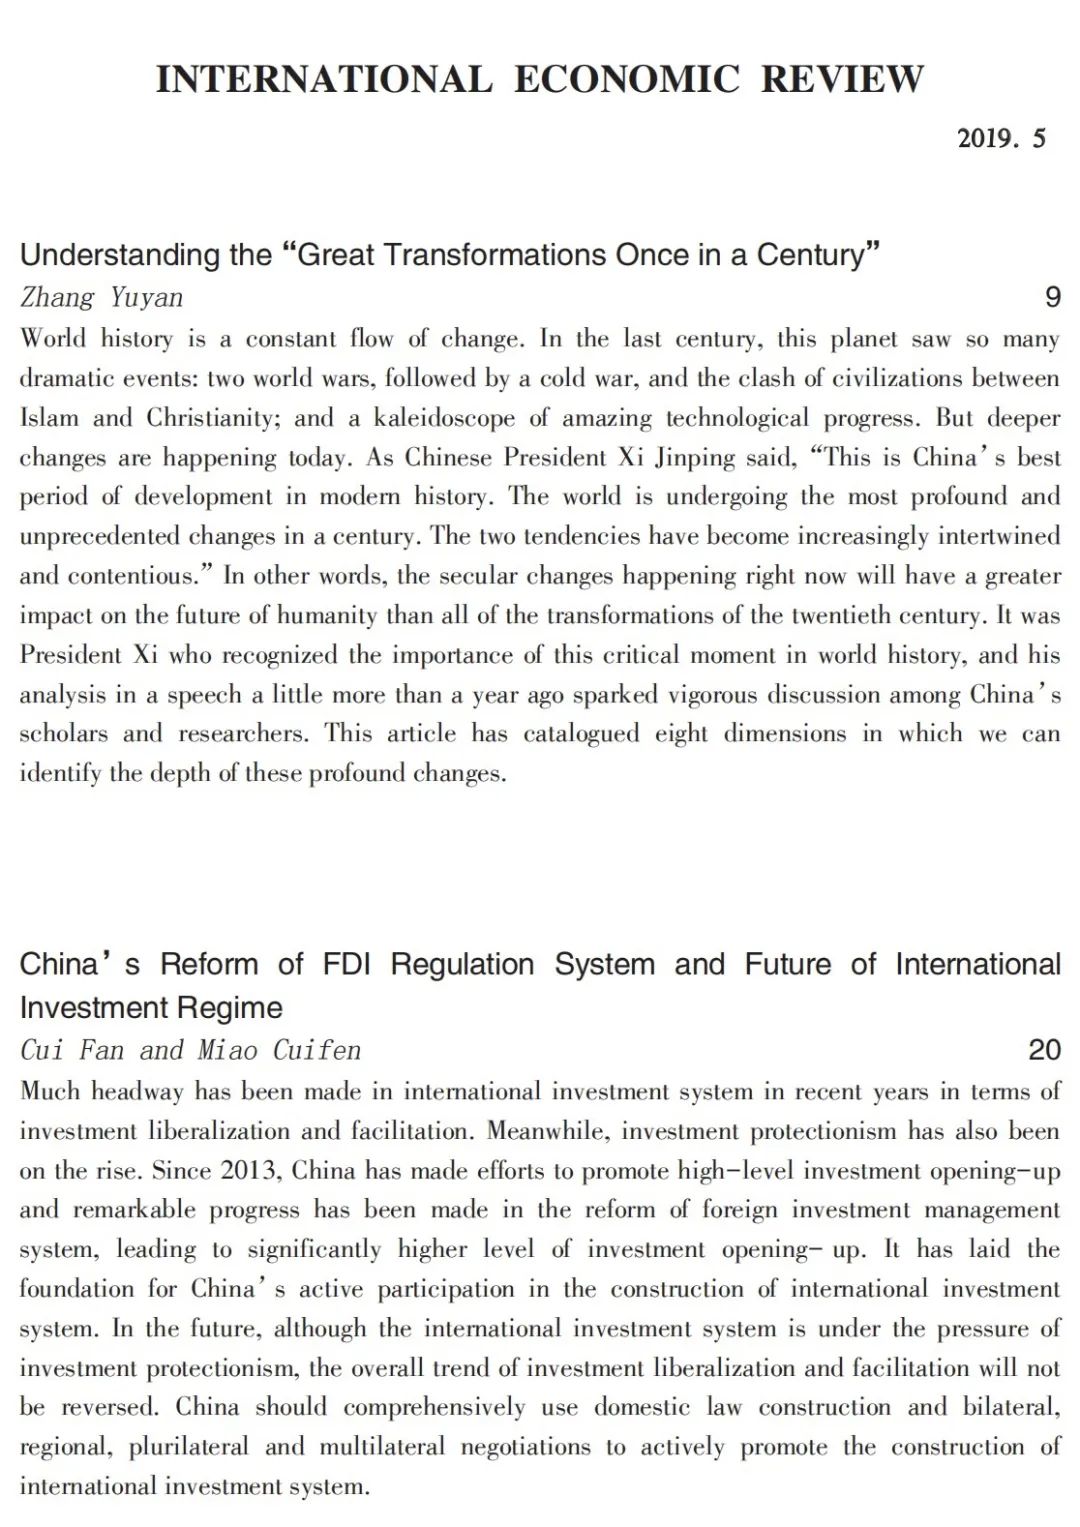 INTERNATIONAL ECONOMIC REVIEW
2019. 5
Understanding the “Great Transformations Once in a Century”
Zhang Yuyan 9
World history is a constant flow of change. In the last century, this planet saw so many
dramatic events: two world wars, followed by a cold war, and the clash of civilizations between
Islam and Christianity; and a kaleidoscope of amazing technological progress. But deeper
changes are happening today. As Chinese President Xi Jinping said, “This is China’s best
period of development in modern history. The world is undergoing the most profound and
unprecedented changes in a century. The two tendencies have become increasingly intertwined
and contentious.” In other words, the secular changes happening right now will have a greater
impact on the future of humanity than all of the transformations of the twentieth century. It was
President Xi who recognized the importance of this critical moment in world history, and his
analysis in a speech a little more than a year ago sparked vigorous discussion among China’s
scholars and researchers. This article has catalogued eight dimensions in which we can
identify the depth of these profound changes.
China’s Reform of FDI Regulation System and Future of International
Investment Regime
Cui Fan and Miao Cuifen 20
Much headway has been made in international investment system in recent years in terms of
investment liberalization and facilitation. Meanwhile, investment protectionism has also been
on the rise. Since 2013, China has made efforts to promote high-level investment opening-up
and remarkable progress has been made in the reform of foreign investment management
system, leading to significantly higher level of investment opening- up. It has laid the
foundation for China’s active participation in the construction of international investment
system. In the future, although the international investment system is under the pressure of
investment protectionism, the overall trend of investment liberalization and facilitation will not
be reversed. China should comprehensively use domestic law construction and bilateral,
regional, plurilateral and multilateral negotiations to actively promote the construction of
international investment system.